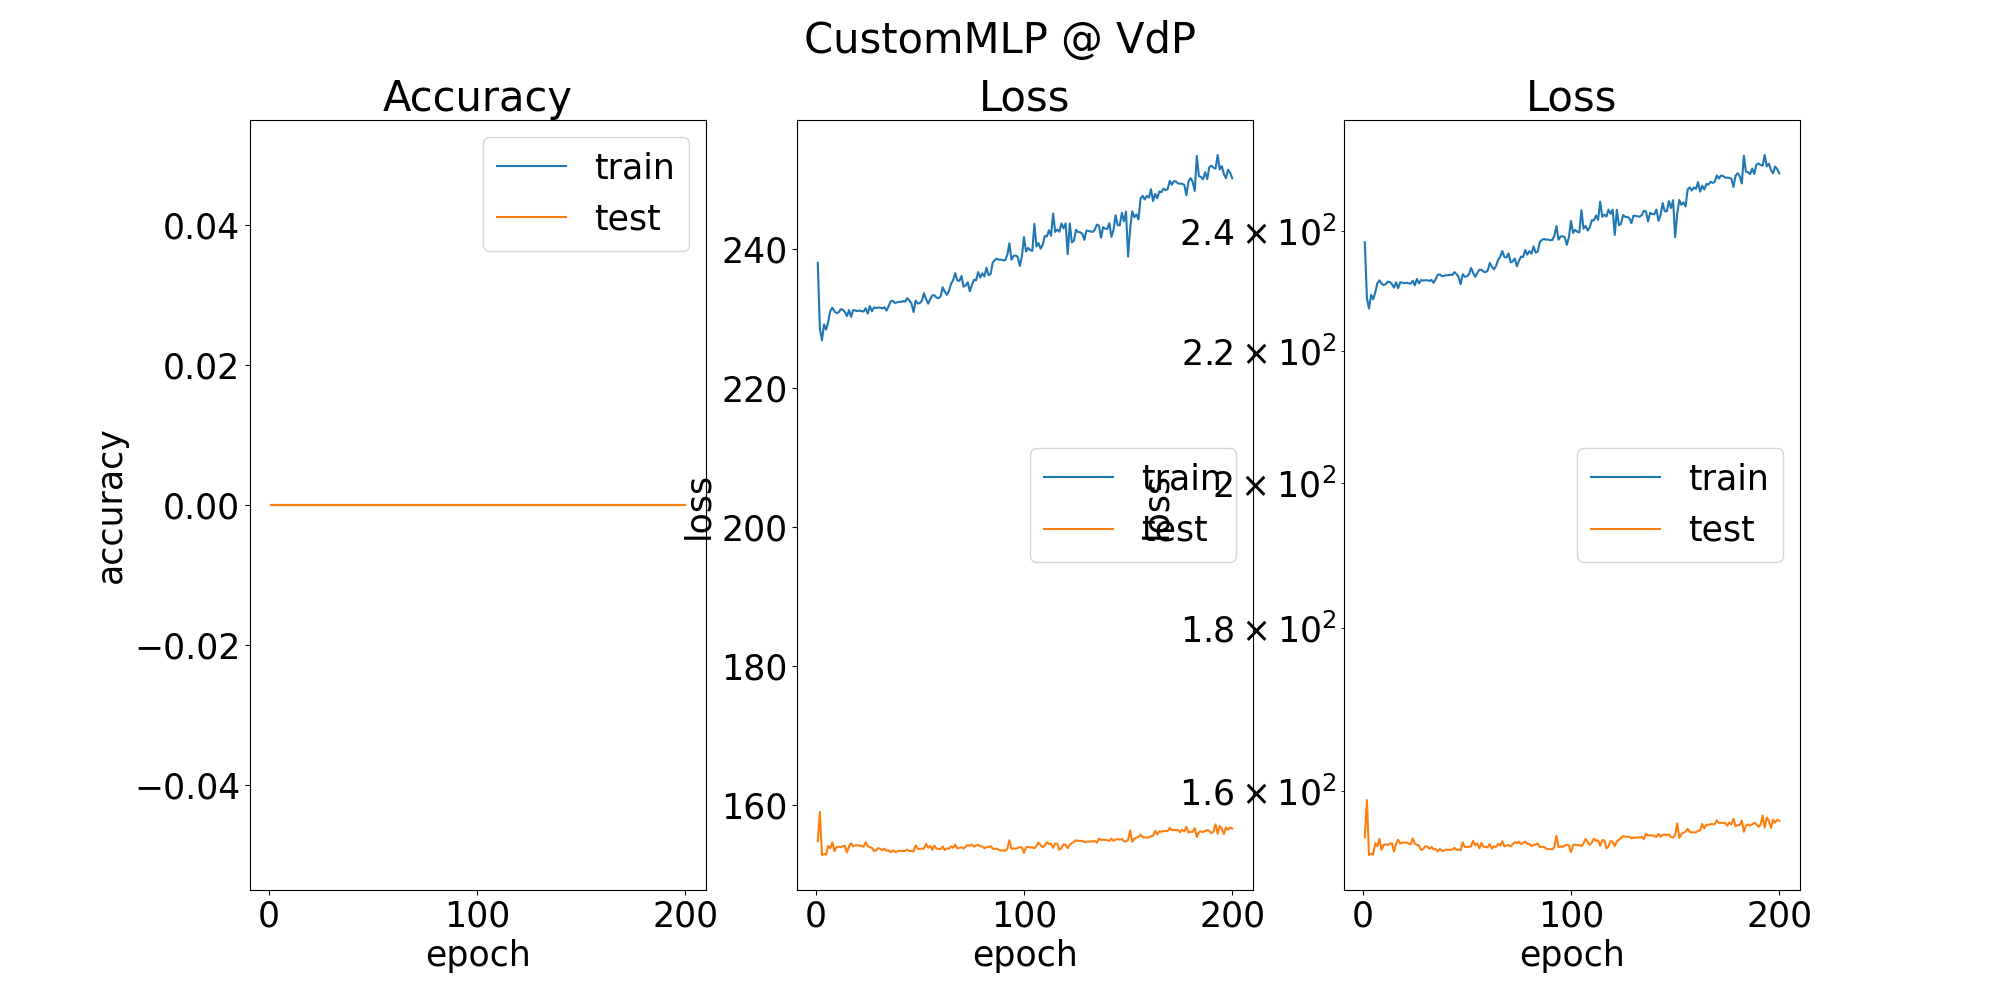 CustomMLP @ VdP
Accuracy
train
test
0.04
0.02
0.00
−0.02
−0.04
accuracy
0
100
200
epoch
Loss
240
220
200
180
160
loss
train
test
0
100
200
epoch
Loss
2.4 × 10²
2.2 × 10²
2 × 10²
1.8 × 10²
1.6 × 10²
loss
train
test
0
100
200
epoch